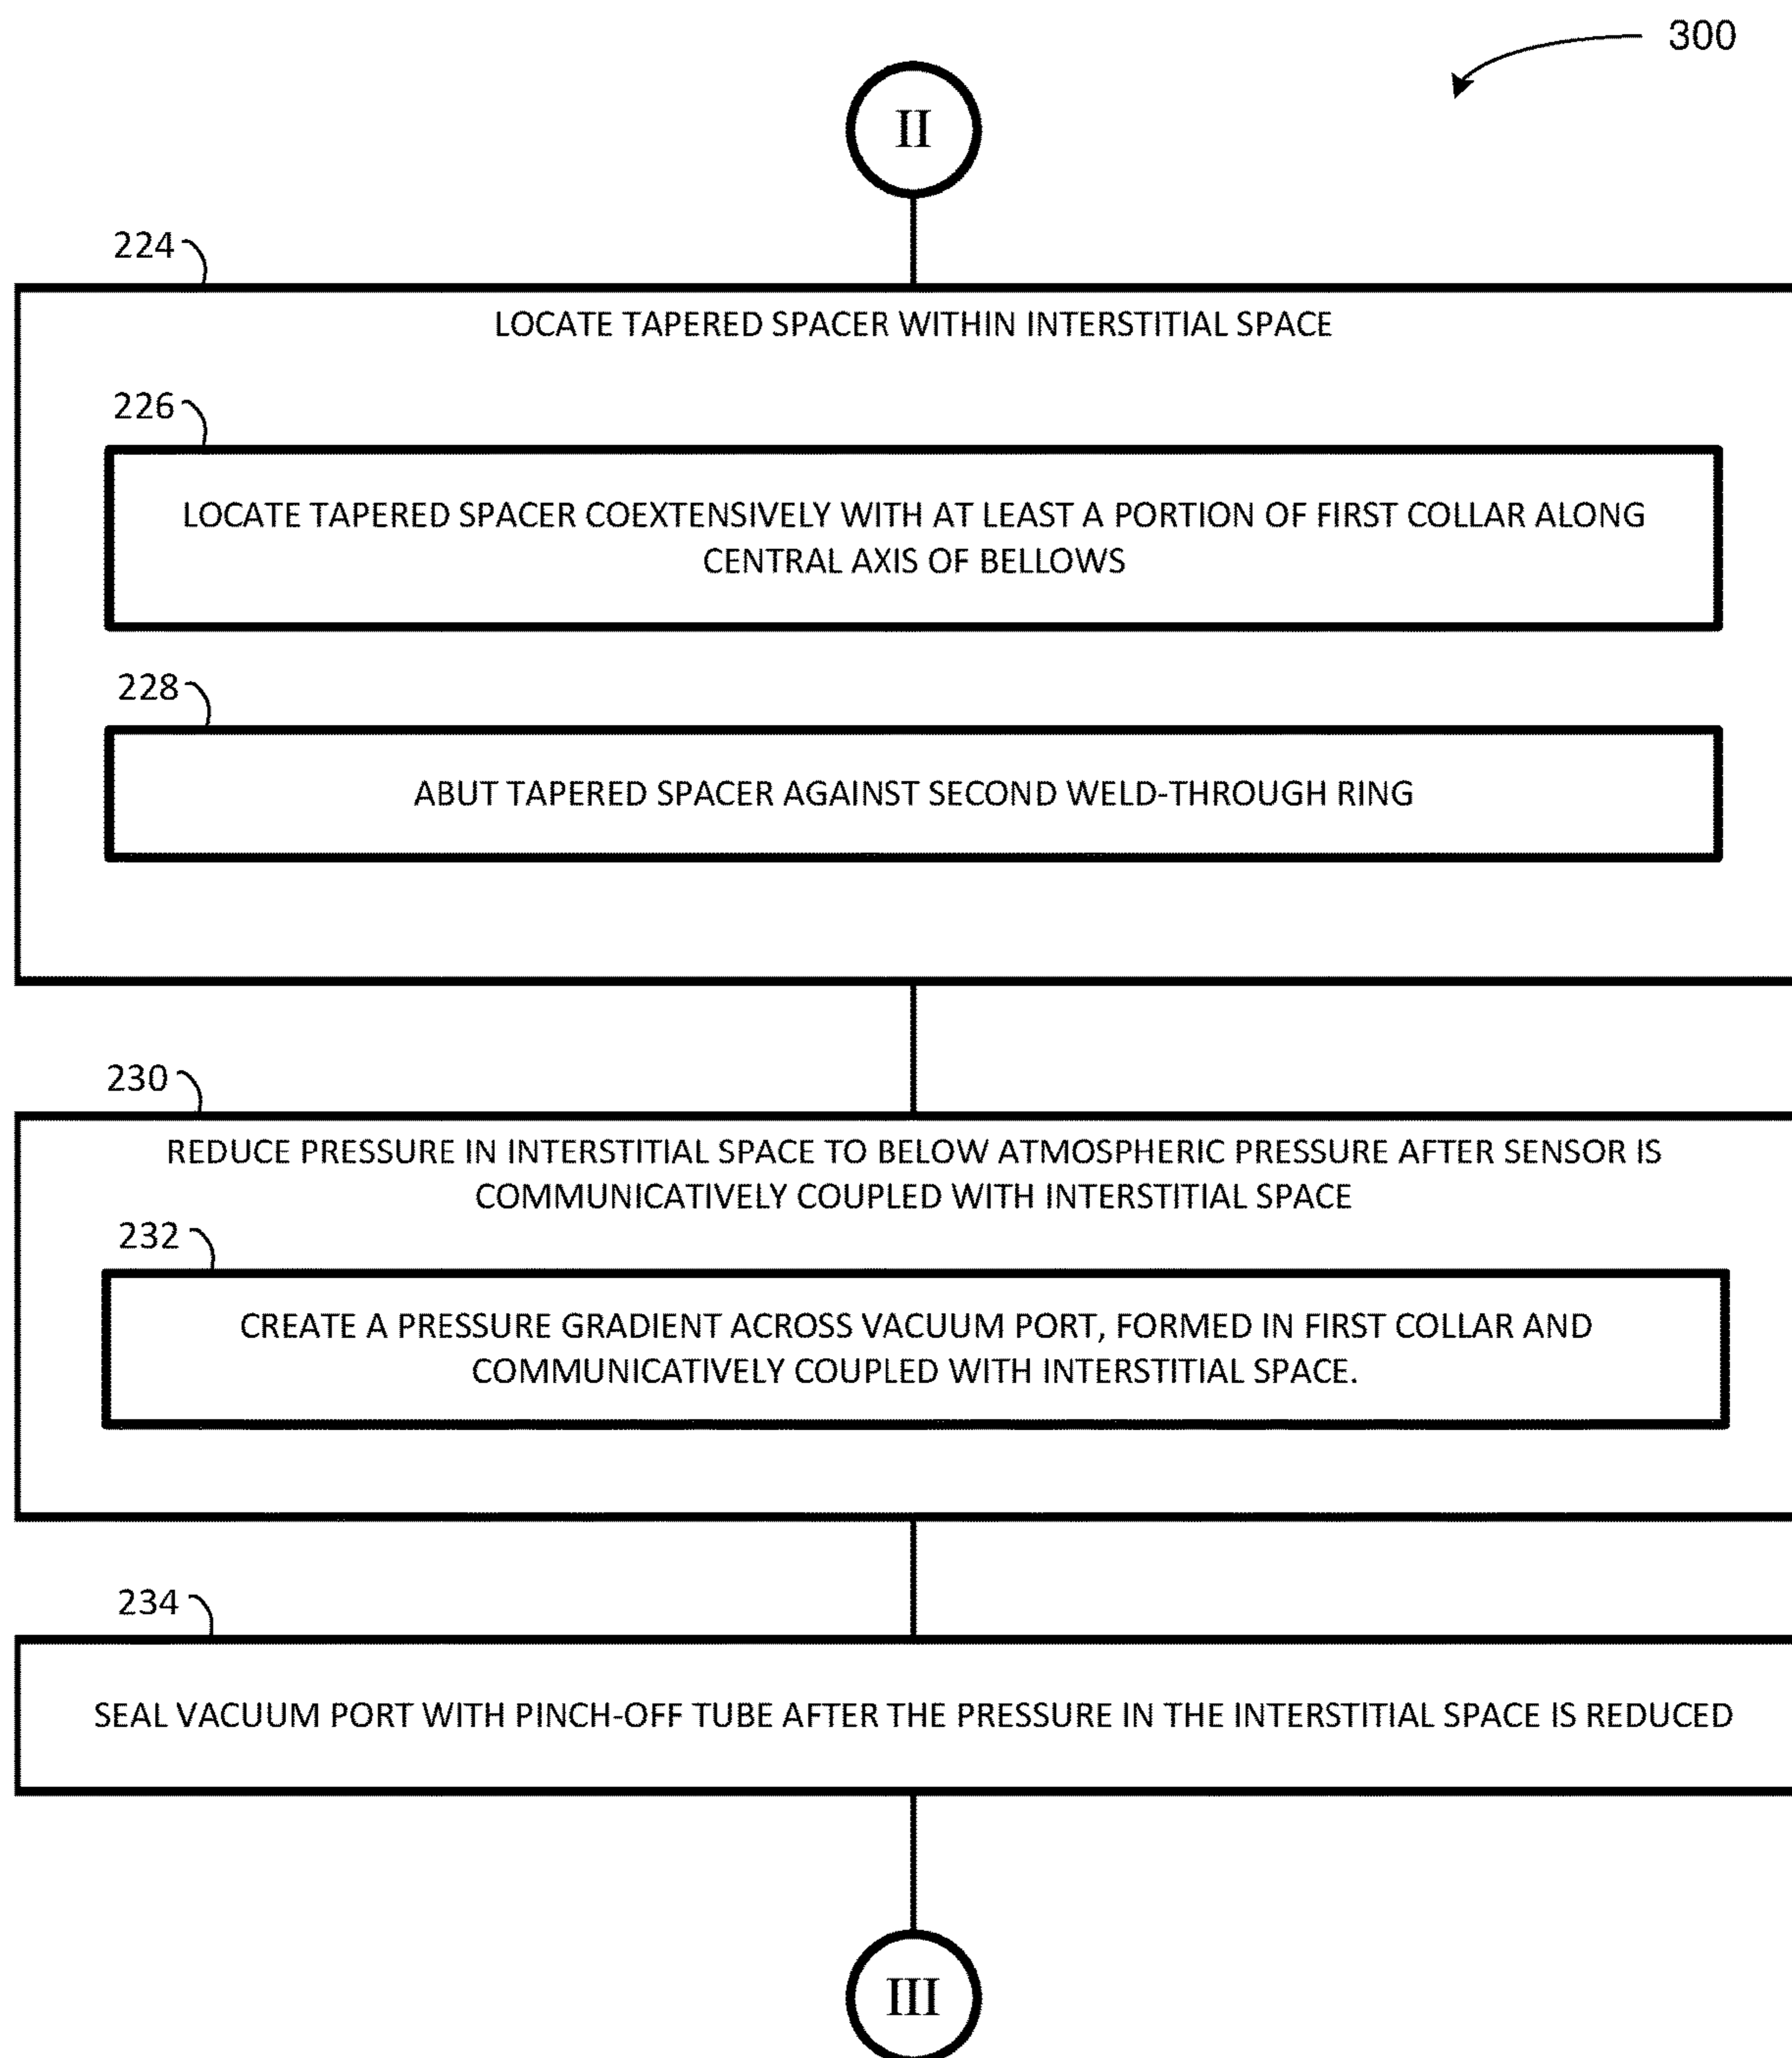 300
II
224
LOCATE TAPERED SPACER WITHIN INTERSTITIAL SPACE
226
LOCATE TAPERED SPACER COEXTENSIVELY WITH AT LEAST A PORTION OF FIRST COLLAR ALONG
CENTRAL AXIS OF BELLOWS
228
ABUT TAPERED SPACER AGAINST SECOND WELD-THROUGH RING
230
REDUCE PRESSURE IN INTERSTITIAL SPACE TO BELOW ATMOSPHERIC PRESSURE AFTER SENSOR IS
COMMUNICATIVELY COUPLED WITH INTERSTITIAL SPACE
232
CREATE A PRESSURE GRADIENT ACROSS VACUUM PORT, FORMED IN FIRST COLLAR AND
COMMUNICATIVELY COUPLED WITH INTERSTITIAL SPACE.
234
SEAL VACUUM PORT WITH PINCH-OFF TUBE AFTER THE PRESSURE IN THE INTERSTITIAL SPACE IS REDUCED
III